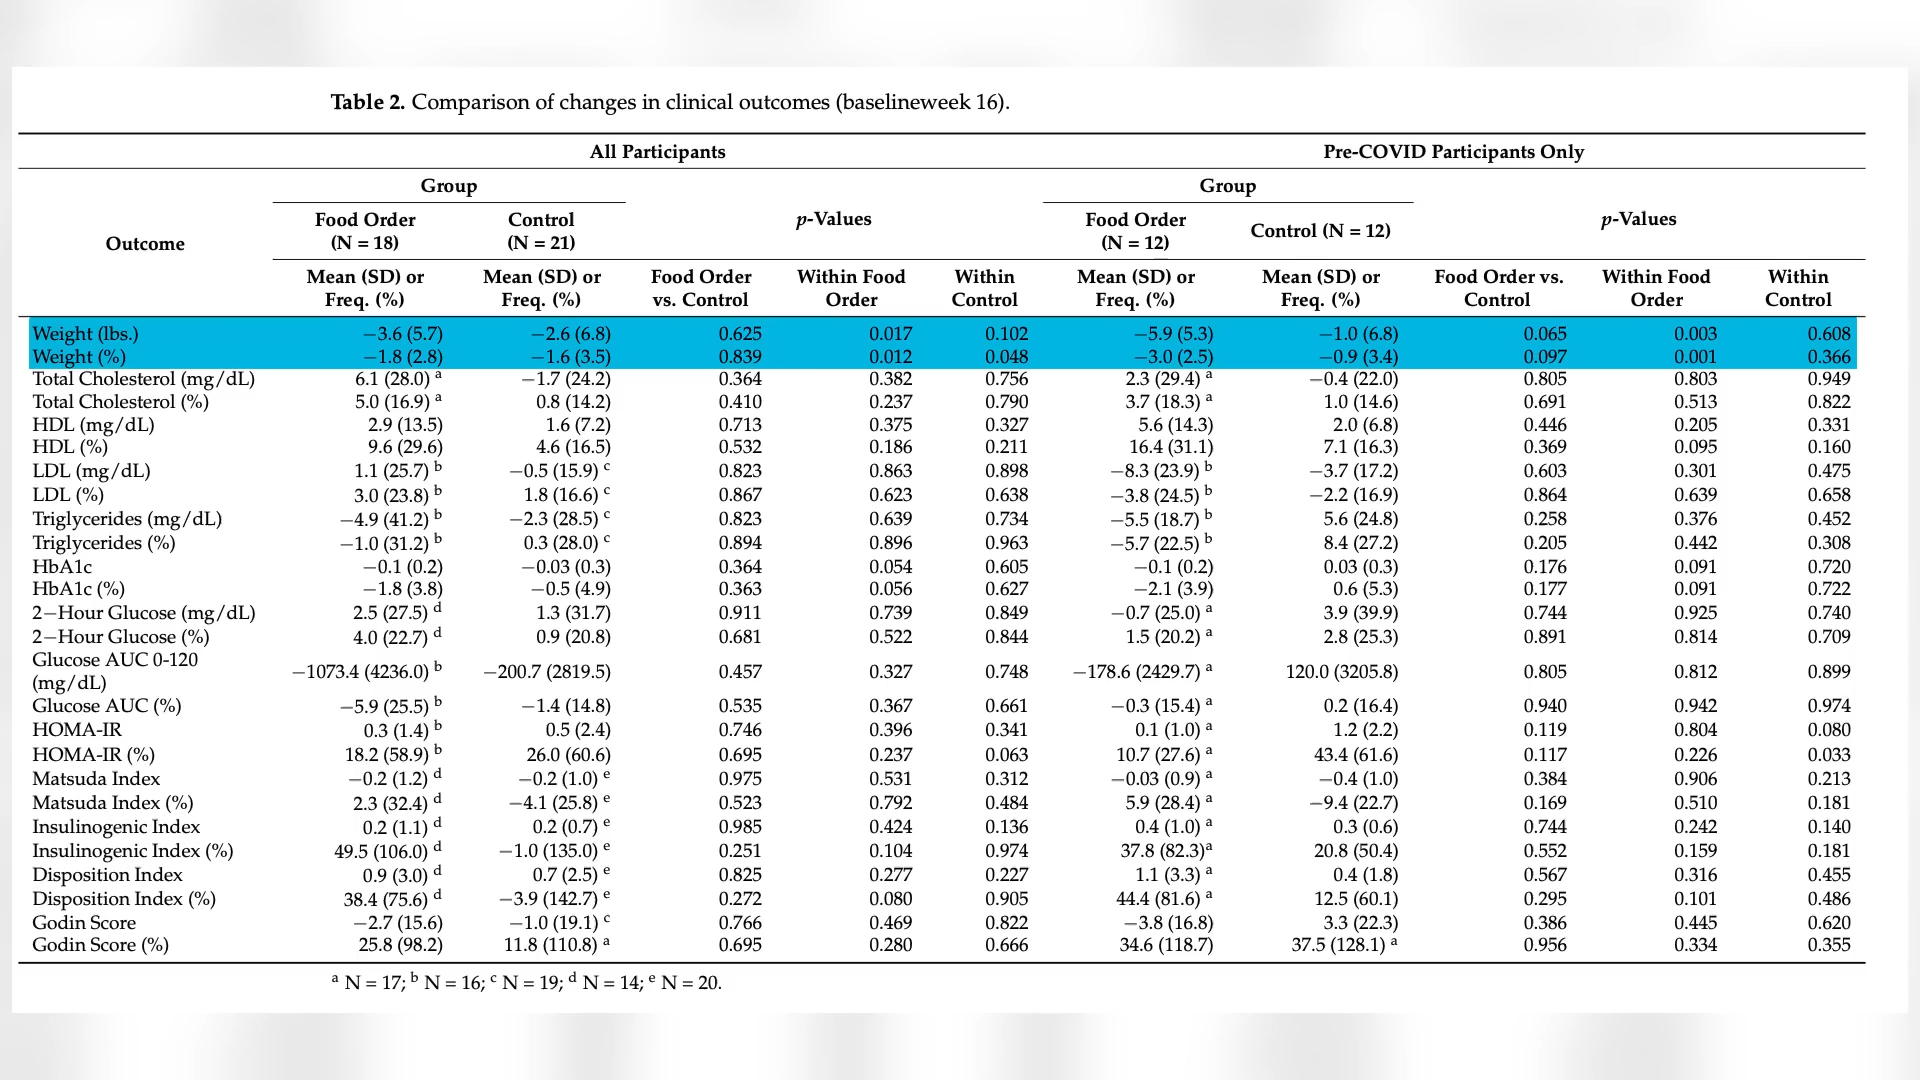 Table 2. Comparison of changes in clinical outcomes (baselineweek 16).
All Participants Pre-COVID Participants Only
Group Group
Outcome Food Order (N = 18) Control (N = 21) p-Values Food Order (N = 12) Control (N = 12) p-Values
Mean (SD) or Freq. (%) Mean (SD) or Freq. (%) Food Order vs. Control Within Food Order Within Control Mean (SD) or Freq. (%) Mean (SD) or Freq. (%) Food Order vs. Control Within Food Order Within Control
Weight (lbs.) −3.6 (5.7) −2.6 (6.8) 0.625 0.017 0.102 −5.9 (5.3) −1.0 (6.8) 0.065 0.003 0.608
Weight (%) −1.8 (2.8) −1.6 (3.5) 0.839 0.012 0.048 −3.0 (2.5) −0.9 (3.4) 0.097 0.001 0.366
Total Cholesterol (mg/dL) 6.1 (28.0) a −1.7 (24.2) 0.364 0.382 0.756 2.3 (29.4) a −0.4 (22.0) 0.805 0.803 0.949
Total Cholesterol (%) 5.0 (16.9) a 0.8 (14.2) 0.410 0.237 0.790 3.7 (18.3) a 1.0 (14.6) 0.691 0.513 0.822
HDL (mg/dL) 2.9 (13.5) 1.6 (7.2) 0.713 0.375 0.327 5.6 (14.3) 2.0 (6.8) 0.446 0.205 0.331
HDL (%) 9.6 (29.6) 4.6 (16.5) 0.532 0.186 0.211 16.4 (31.1) 7.1 (16.3) 0.369 0.095 0.160
LDL (mg/dL) 1.1 (25.7) b −0.5 (15.9) c 0.823 0.863 0.898 −8.3 (23.9) b −3.7 (17.2) 0.603 0.301 0.475
LDL (%) 3.0 (23.8) b 1.8 (16.6) c 0.867 0.623 0.638 −3.8 (24.5) b −2.2 (16.9) 0.864 0.639 0.658
Triglycerides (mg/dL) −4.9 (41.2) b −2.3 (28.5) c 0.823 0.639 0.734 −5.5 (18.7) b 5.6 (24.8) 0.258 0.376 0.452
Triglycerides (%) −1.0 (31.2) b 0.3 (28.0) c 0.894 0.896 0.963 −5.7 (22.5) b 8.4 (27.2) 0.205 0.442 0.308
HbA1c −0.1 (0.2) −0.03 (0.3) 0.364 0.054 0.605 −0.1 (0.2) 0.03 (0.3) 0.176 0.091 0.720
HbA1c (%) −1.8 (3.8) −0.5 (4.9) 0.363 0.056 0.627 −2.1 (3.9) 0.6 (5.3) 0.177 0.091 0.722
2−Hour Glucose (mg/dL) 2.5 (27.5) d 1.3 (31.7) 0.911 0.739 0.849 −0.7 (25.0) a 3.9 (39.9) 0.744 0.925 0.740
2−Hour Glucose (%) 4.0 (22.7) d 0.9 (20.8) 0.681 0.522 0.844 1.5 (20.2) a 2.8 (25.3) 0.891 0.814 0.709
Glucose AUC 0-120 (mg/dL) −1073.4 (4236.0) b −200.7 (2819.5) 0.457 0.327 0.748 −178.6 (2429.7) a 120.0 (3205.8) 0.805 0.812 0.899
Glucose AUC (%) −5.9 (25.5) b −1.4 (14.8) 0.535 0.367 0.661 −0.3 (15.4) a 0.2 (16.4) 0.940 0.942 0.974
HOMA-IR 0.3 (1.4) b 0.5 (2.4) 0.746 0.396 0.341 0.1 (1.0) a 1.2 (2.2) 0.119 0.804 0.080
HOMA-IR (%) 18.2 (58.9) b 26.0 (60.6) 0.695 0.237 0.063 10.7 (27.6) a 43.4 (61.6) 0.117 0.226 0.033
Matsuda Index −0.2 (1.2) d −0.2 (1.0) e 0.975 0.531 0.312 −0.03 (0.9) a −0.4 (1.0) 0.384 0.906 0.213
Matsuda Index (%) 2.3 (32.4) d −4.1 (25.8) e 0.523 0.792 0.484 5.9 (28.4) a −9.4 (22.7) 0.169 0.510 0.181
Insulinogenic Index 0.2 (1.1) d 0.2 (0.7) e 0.985 0.424 0.136 0.4 (1.0) a 0.3 (0.6) 0.744 0.242 0.140
Insulinogenic Index (%) 49.5 (106.0) d −1.0 (135.0) e 0.251 0.104 0.974 37.8 (82.3)a 20.8 (50.4) 0.552 0.159 0.181
Disposition Index 0.9 (3.0) d 0.7 (2.5) e 0.825 0.277 0.227 1.1 (3.3) a 0.4 (1.8) 0.567 0.316 0.455
Disposition Index (%) 38.4 (75.6) d −3.9 (142.7) e 0.272 0.080 0.905 44.4 (81.6) a 12.5 (60.1) 0.295 0.101 0.486
Godin Score −2.7 (15.6) −1.0 (19.1) c 0.766 0.469 0.822 −3.8 (16.8) 3.3 (22.3) 0.386 0.445 0.620
Godin Score (%) 25.8 (98.2) 11.8 (110.8) a 0.695 0.280 0.666 34.6 (118.7) 37.5 (128.1) a 0.956 0.334 0.355
a N = 17; b N = 16; c N = 19; d N = 14; e N = 20.